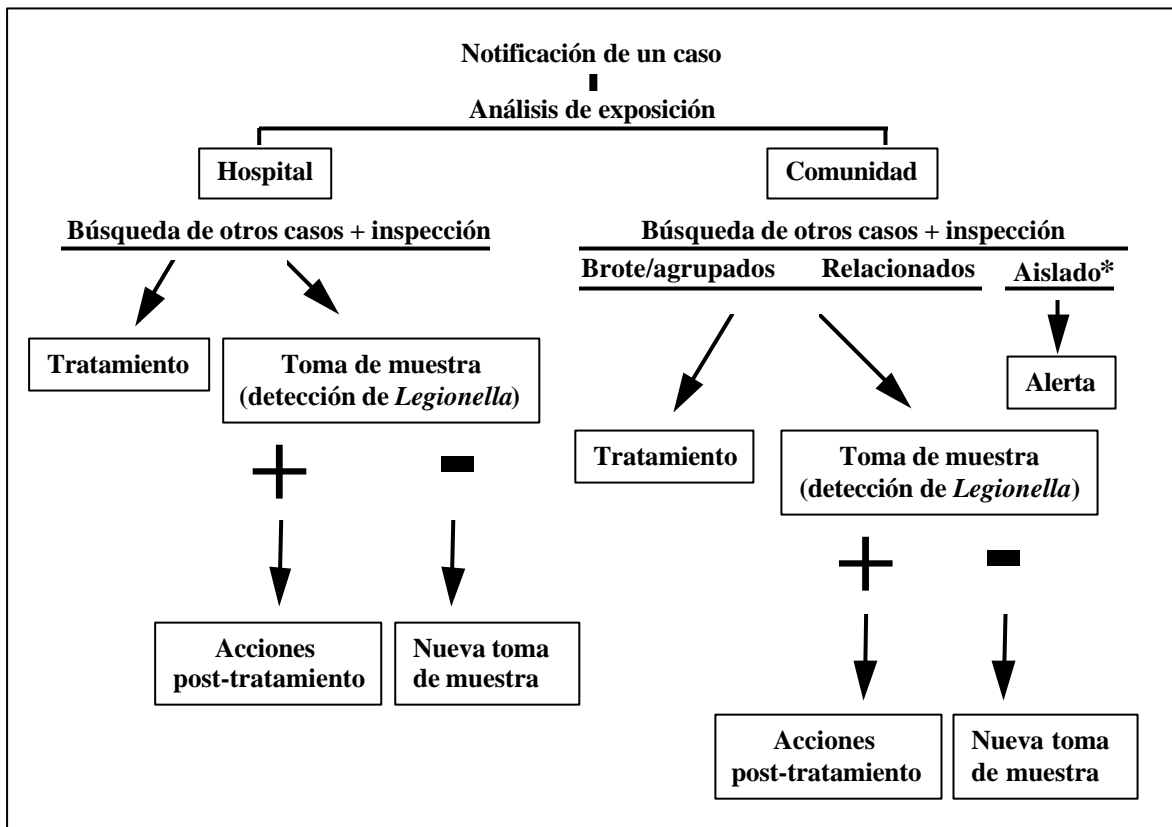 Notificación de un caso
Análisis de exposición
Hospital
Comunidad
Búsqueda de otros casos + inspección
Búsqueda de otros casos + inspección
Brote/agrupados
Relacionados
Aislado*
Tratamiento
Toma de muestra
(detección de Legionella)
Alerta
Tratamiento
Toma de muestra
(detección de Legionella)
+
-
+
-
Acciones
post-tratamiento
Nueva toma
de muestra
Acciones
post-tratamiento
Nueva toma
de muestra